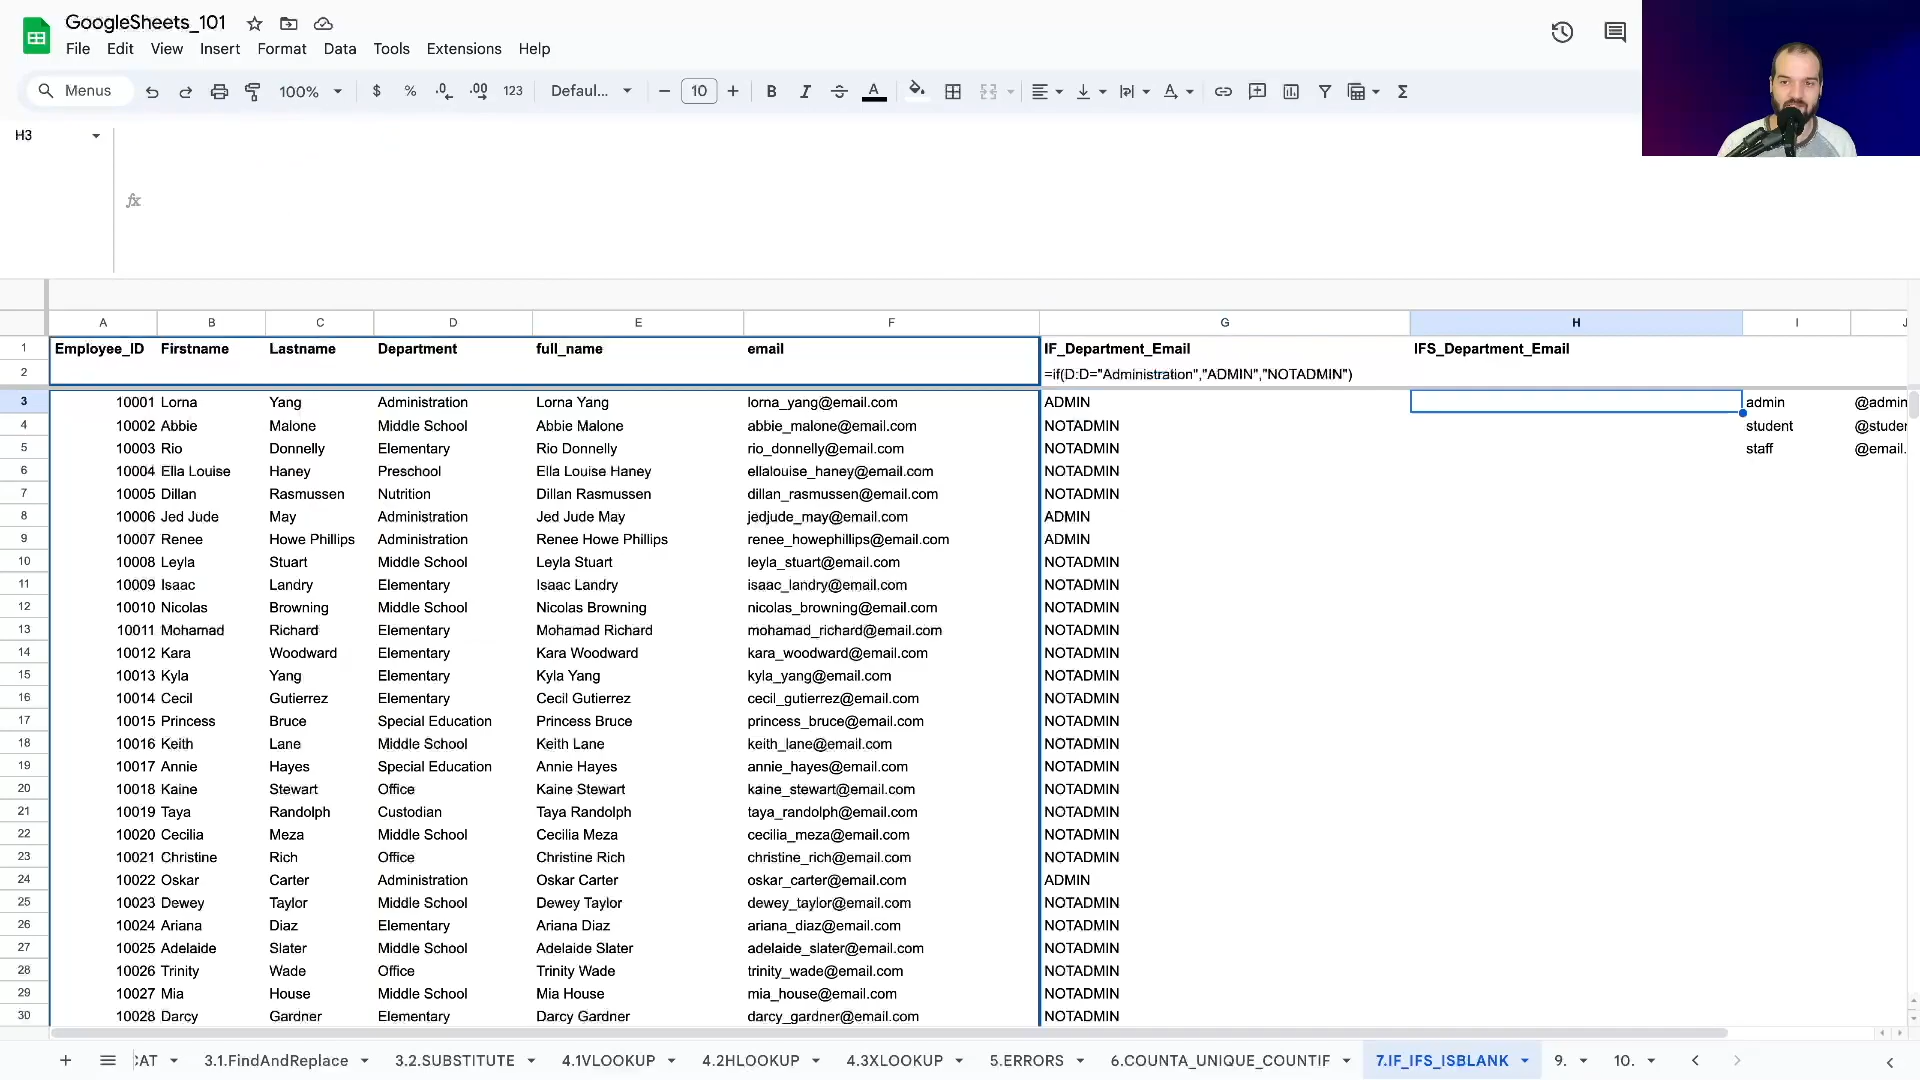 GoogleSheets_101
File Edit View Insert Format Data Tools Extensions Help
Menus 100% $ % .0 .00 123 Defaul... 10 B I A
H3
fx
A B C D E F G H I J
1 Employee_ID Firstname Lastname Department full_name email IF_Department_Email IFS_Department_Email
2 =if(D:D="Administration","ADMIN","NOTADMIN")
3 10001 Lorna Yang Administration Lorna Yang lorna_yang@email.com ADMIN admin @admin
4 10002 Abbie Malone Middle School Abbie Malone abbie_malone@email.com NOTADMIN student @studer
5 10003 Rio Donnelly Elementary Rio Donnelly rio_donnelly@email.com NOTADMIN staff @email.
6 10004 Ella Louise Haney Preschool Ella Louise Haney ellalouise_haney@email.com NOTADMIN
7 10005 Dillan Rasmussen Nutrition Dillan Rasmussen dillan_rasmussen@email.com NOTADMIN
8 10006 Jed Jude May Administration Jed Jude May jedjude_may@email.com ADMIN
9 10007 Renee Howe Phillips Administration Renee Howe Phillips renee_howephillips@email.com ADMIN
10 10008 Leyla Stuart Middle School Leyla Stuart leyla_stuart@email.com NOTADMIN
11 10009 Isaac Landry Elementary Isaac Landry isaac_landry@email.com NOTADMIN
12 10010 Nicolas Browning Middle School Nicolas Browning nicolas_browning@email.com NOTADMIN
13 10011 Mohamad Richard Elementary Mohamad Richard mohamad_richard@email.com NOTADMIN
14 10012 Kara Woodward Elementary Kara Woodward kara_woodward@email.com NOTADMIN
15 10013 Kyla Yang Elementary Kyla Yang kyla_yang@email.com NOTADMIN
16 10014 Cecil Gutierrez Elementary Cecil Gutierrez cecil_gutierrez@email.com NOTADMIN
17 10015 Princess Bruce Special Education Princess Bruce princess_bruce@email.com NOTADMIN
18 10016 Keith Lane Middle School Keith Lane keith_lane@email.com NOTADMIN
19 10017 Annie Hayes Special Education Annie Hayes annie_hayes@email.com NOTADMIN
20 10018 Kaine Stewart Office Kaine Stewart kaine_stewart@email.com NOTADMIN
21 10019 Taya Randolph Custodian Taya Randolph taya_randolph@email.com NOTADMIN
22 10020 Cecilia Meza Middle School Cecilia Meza cecilia_meza@email.com NOTADMIN
23 10021 Christine Rich Office Christine Rich christine_rich@email.com NOTADMIN
24 10022 Oskar Carter Administration Oskar Carter oskar_carter@email.com ADMIN
25 10023 Dewey Taylor Middle School Dewey Taylor dewey_taylor@email.com NOTADMIN
26 10024 Ariana Diaz Elementary Ariana Diaz ariana_diaz@email.com NOTADMIN
27 10025 Adelaide Slater Middle School Adelaide Slater adelaide_slater@email.com NOTADMIN
28 10026 Trinity Wade Office Trinity Wade trinity_wade@email.com NOTADMIN
29 10027 Mia House Middle School Mia House mia_house@email.com NOTADMIN
30 10028 Darcy Gardner Elementary Darcy Gardner darcy_gardner@email.com NOTADMIN
CAT 3.1.FindAndReplace 3.2.SUBSTITUTE 4.1VLOOKUP 4.2HLOOKUP 4.3XLOOKUP 5.ERRORS 6.COUNTA_UNIQUE_COUNTIF 7.IF_IFS_ISBLANK 9. 10.